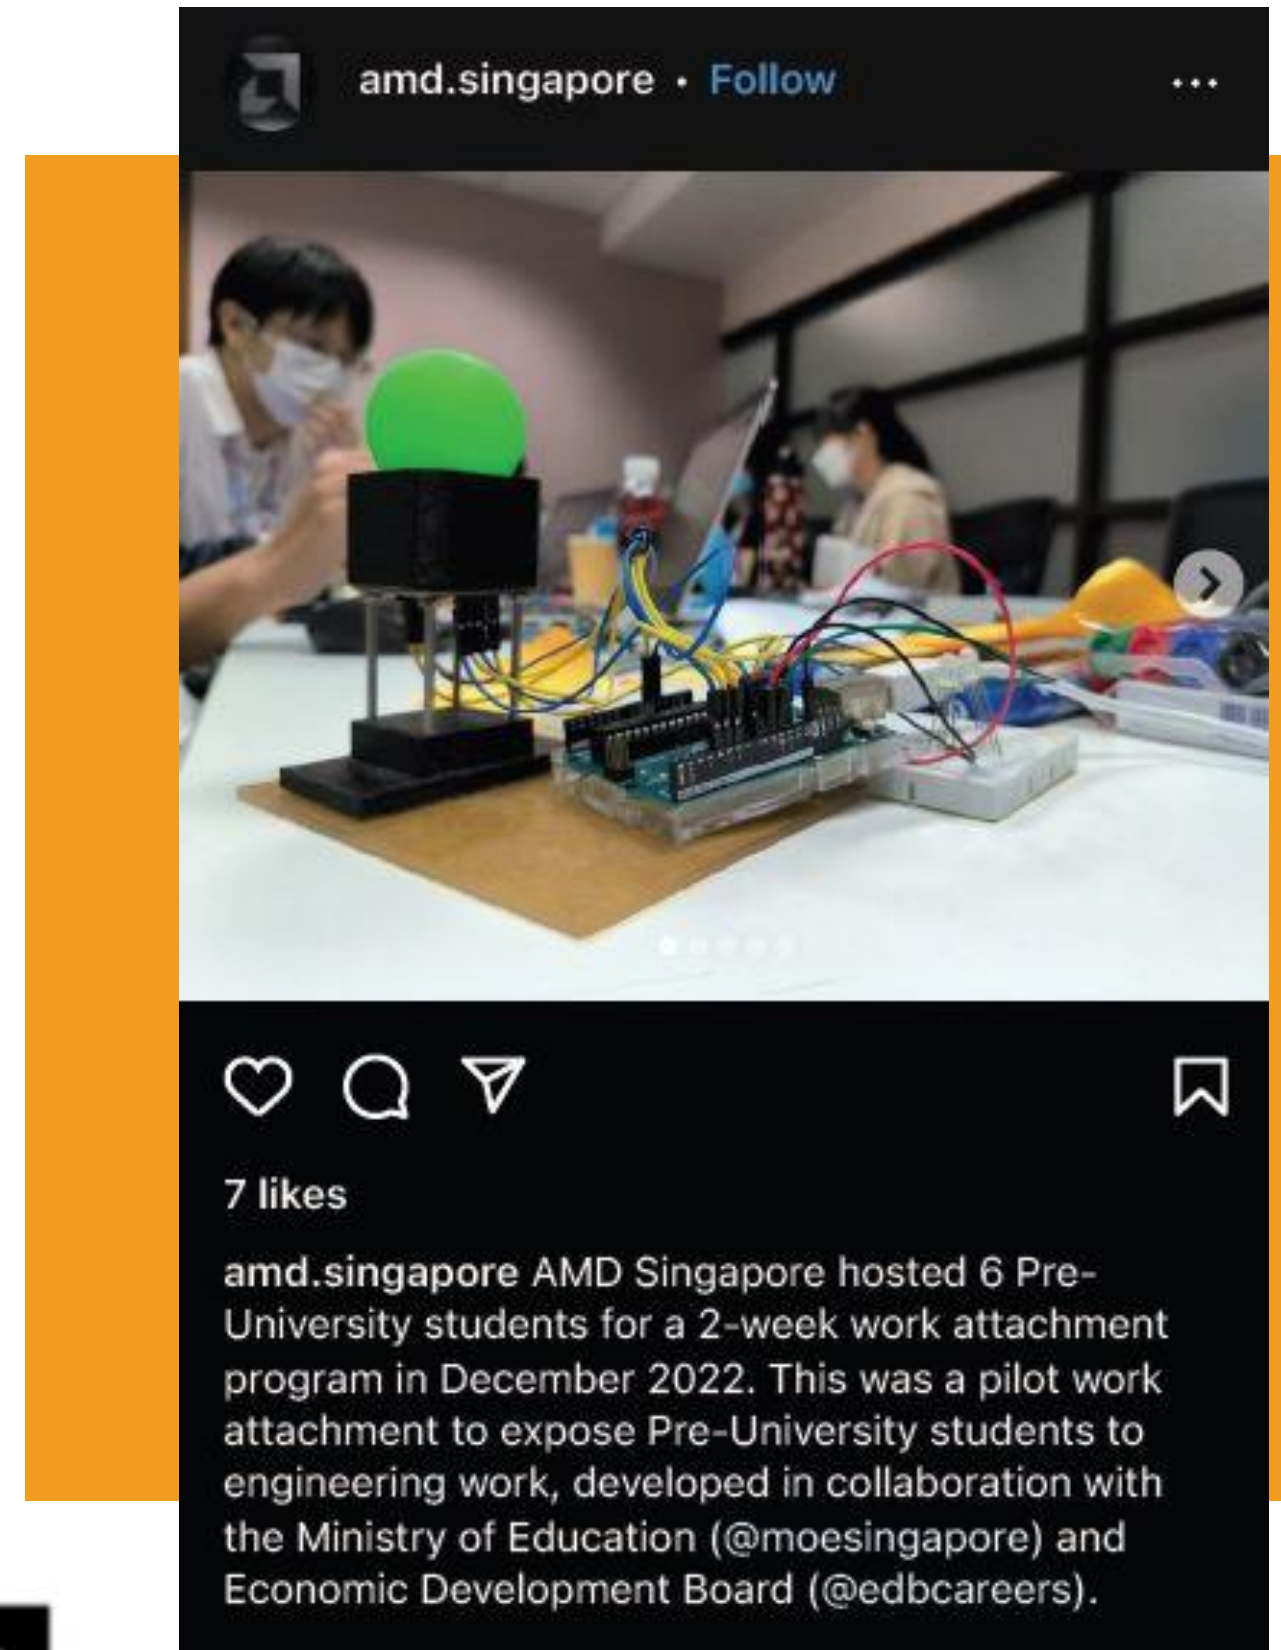 amd.singapore • Follow
7 likes
amd.singapore AMD Singapore hosted 6 Pre-
University students for a 2-week work attachment
program in December 2022. This was a pilot work
attachment to expose Pre-University students to
engineering work, developed in collaboration with
the Ministry of Education (@moesingapore) and
Economic Development Board (@edbcareers).